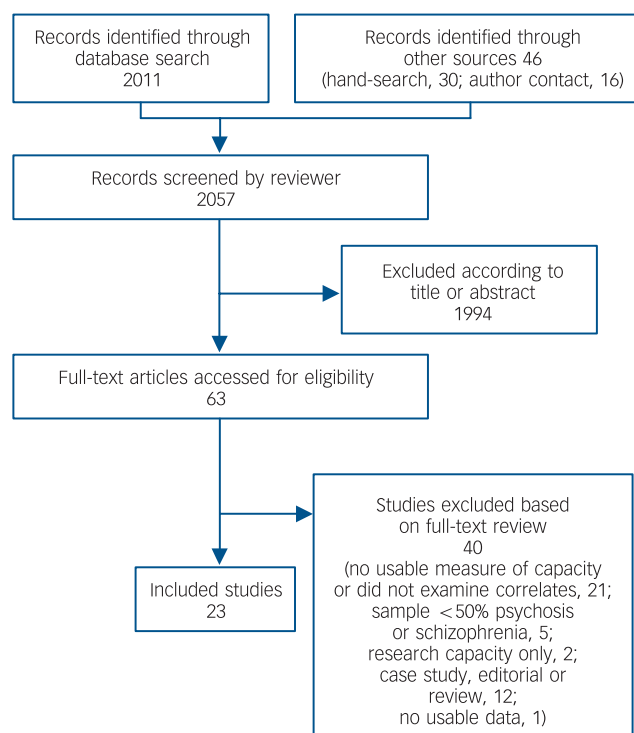 Records identified through
database search
2011
Records identified through
other sources 46
(hand-search, 30; author contact, 16)
Records screened by reviewer
2057
Excluded according to
title or abstract
1994
Full-text articles accessed for eligibility
63
Studies excluded based
on full-text review
40
(no usable measure of capacity
or did not examine correlates, 21;
sample <50% psychosis
or schizophrenia, 5;
research capacity only, 2;
case study, editorial or
review, 12;
no usable data, 1)
Included studies
23